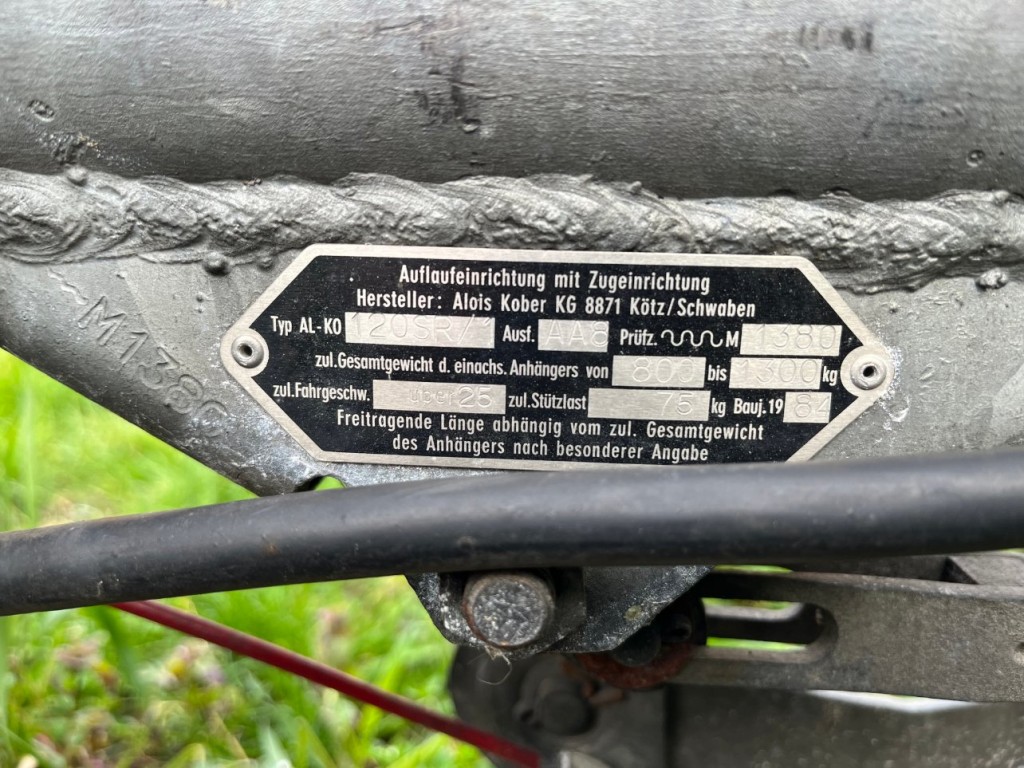 Auflaufeinrichtung mit Zugeinrichtung
Hersteller: Alois Kober KG 8871 Kötz/Schwaben
Typ AL-KO 120SR/1 Ausf. AA8 Prüfz. M 1380
zul. Gesamtgewicht d. einachs. Anhängers von 800 bis 1300 kg
zul. Fahrgeschw. über 25 zul. Stützlast 75 kg Bauj. 19 84
Freitragende Länge abhängig vom zul. Gesamtgewicht
des Anhängers nach besonderer Angabe
M1380